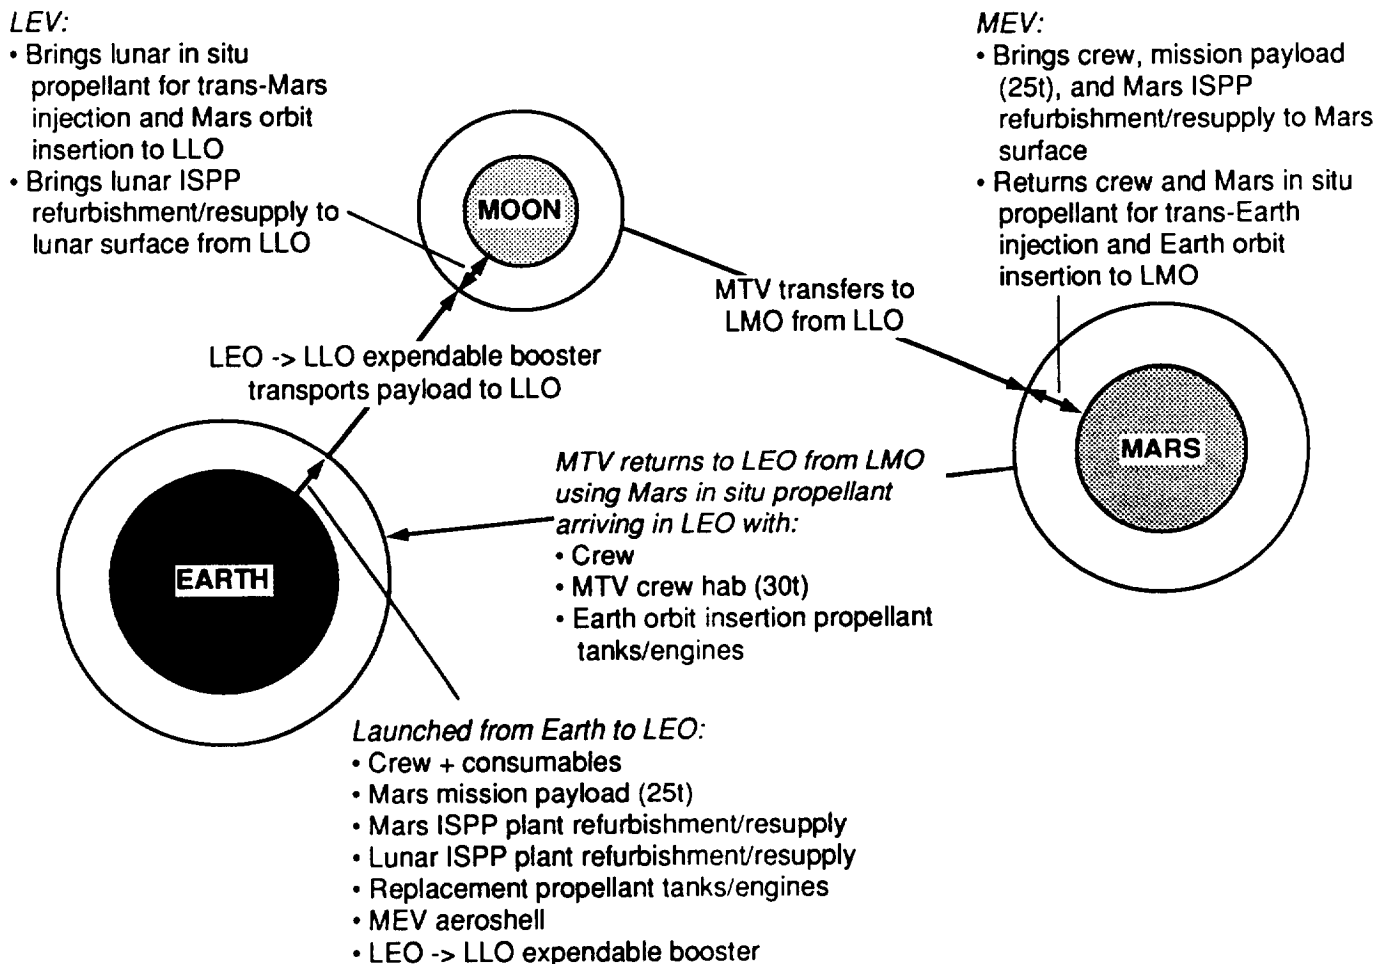 LEV:
• Brings lunar in situ
propellant for trans-Mars
injection and Mars orbit
insertion to LLO
• Brings lunar ISPP
refurbishment/resupply to
lunar surface from LLO
MOON
MEV:
• Brings crew, mission payload
(25t), and Mars ISPP
refurbishment/resupply to Mars
surface
• Returns crew and Mars in situ
propellant for trans-Earth
injection and Earth orbit
insertion to LMO
MTV transfers to
LMO from LLO
LEO -> LLO expendable booster
transports payload to LLO
MARS
MTV returns to LEO from LMO
using Mars in situ propellant
arriving in LEO with:
• Crew
• MTV crew hab (30t)
• Earth orbit insertion propellant
tanks/engines
EARTH
Launched from Earth to LEO:
• Crew + consumables
• Mars mission payload (25t)
• Mars ISPP plant refurbishment/resupply
• Lunar ISPP plant refurbishment/resupply
• Replacement propellant tanks/engines
• MEV aeroshell
• LEO -> LLO expendable booster